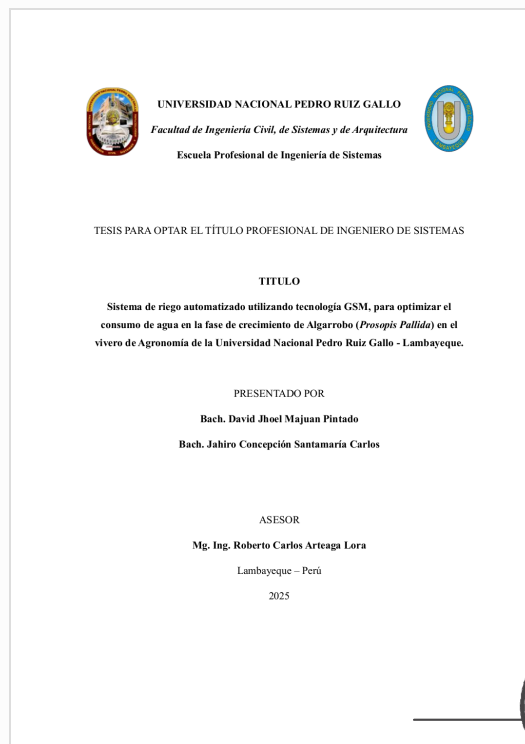 UNIVERSIDAD NACIONAL PEDRO RUIZ GALLO
Facultad de Ingeniería Civil, de Sistemas y de Arquitectura
Escuela Profesional de Ingeniería de Sistemas
TESIS PARA OPTAR EL TÍTULO PROFESIONAL DE INGENIERO DE SISTEMAS
TITULO
Sistema de riego automatizado utilizando tecnología GSM, para optimizar el
consumo de agua en la fase de crecimiento de Algarrobo (Prosopis Pallida) en el
vivero de Agronomía de la Universidad Nacional Pedro Ruiz Gallo - Lambayeque.
PRESENTADO POR
Bach. David Jhoel Majuan Pintado
Bach. Jahiro Concepción Santamaría Carlos
ASESOR
Mg. Ing. Roberto Carlos Arteaga Lora
Lambayeque – Perú
2025